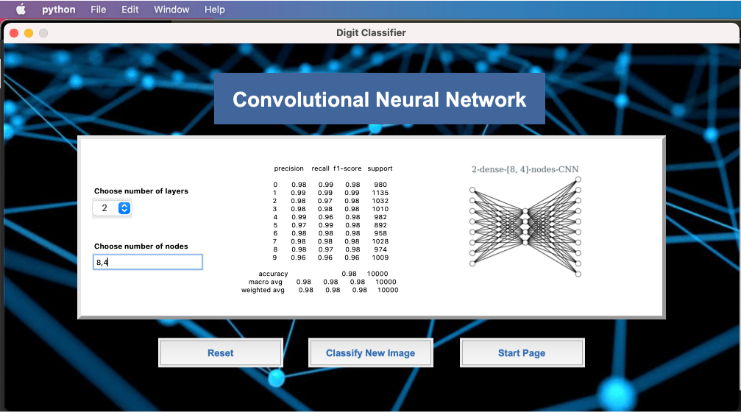 python File Edit Window Help
Digit Classifier
Convolutional Neural Network
Choose number of layers
2
Choose number of nodes
8,4
precision recall f1-score support
0 0.98 0.99 0.98 980
1 0.99 0.99 0.99 1135
2 0.98 0.97 0.98 1032
3 0.98 0.98 0.98 1010
4 0.99 0.96 0.98 982
5 0.97 0.99 0.98 892
6 0.98 0.98 0.98 958
7 0.98 0.98 0.98 1028
8 0.98 0.97 0.98 974
9 0.96 0.96 0.96 1009
accuracy 0.98 10000
macro avg 0.98 0.98 0.98 10000
weighted avg 0.98 0.98 0.98 10000
2-dense-[8, 4]-nodes-CNN
Reset
Classify New Image
Start Page